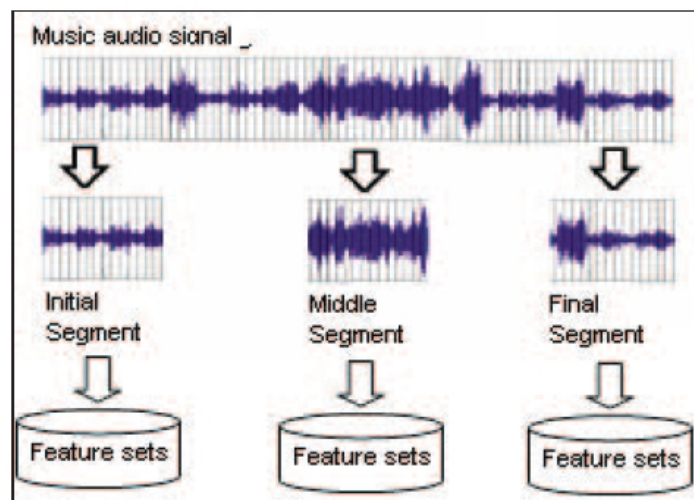 Music audio signal
Initial
Segment
Middle
Segment
Final
Segment
Feature sets
Feature sets
Feature sets